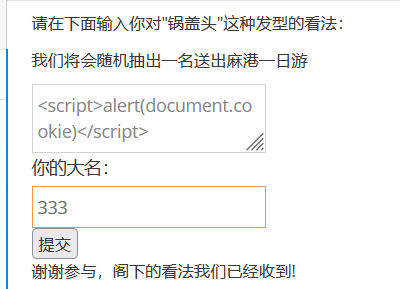 请在下面输入你对"锅盖头"这种发型的看法：
我们将会随机抽出一名送出麻港一日游
<script>alert(document.co
okie)</script>
你的大名：
333
提交
谢谢参与，阁下的看法我们已经收到!